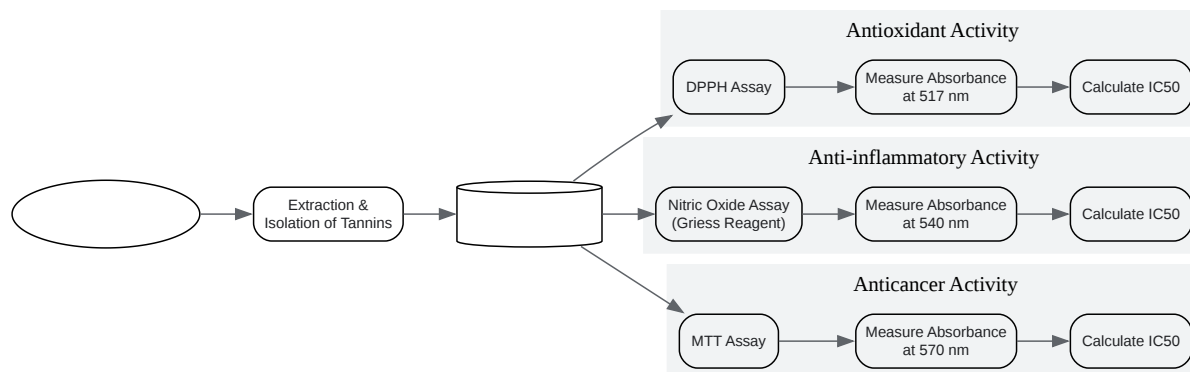 Antioxidant Activity
DPPH Assay
Measure Absorbance
at 517 nm
Calculate IC50
Anti-inflammatory Activity
Extraction &
Isolation of Tannins
Nitric Oxide Assay
(Griess Reagent)
Measure Absorbance
at 540 nm
Calculate IC50
Anticancer Activity
MTT Assay
Measure Absorbance
at 570 nm
Calculate IC50